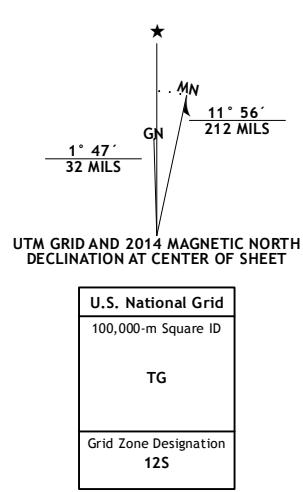 MN
11° 56´
212 MILS
GN
1° 47´
32 MILS
UTM GRID AND 2014 MAGNETIC NORTH
DECLINATION AT CENTER OF SHEET
U.S. National Grid
100,000-m Square ID
TG
Grid Zone Designation
12S